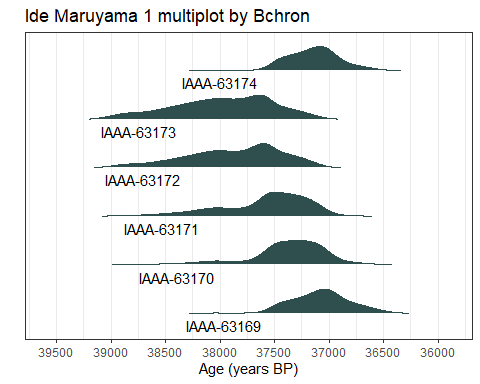 Ide Maruyama 1 multiplot by Bchron
IAAA-63174
IAAA-63173
IAAA-63172
IAAA-63171
IAAA-63170
IAAA-63169
39500 39000 38500 38000 37500 37000 36500 36000
Age (years BP)